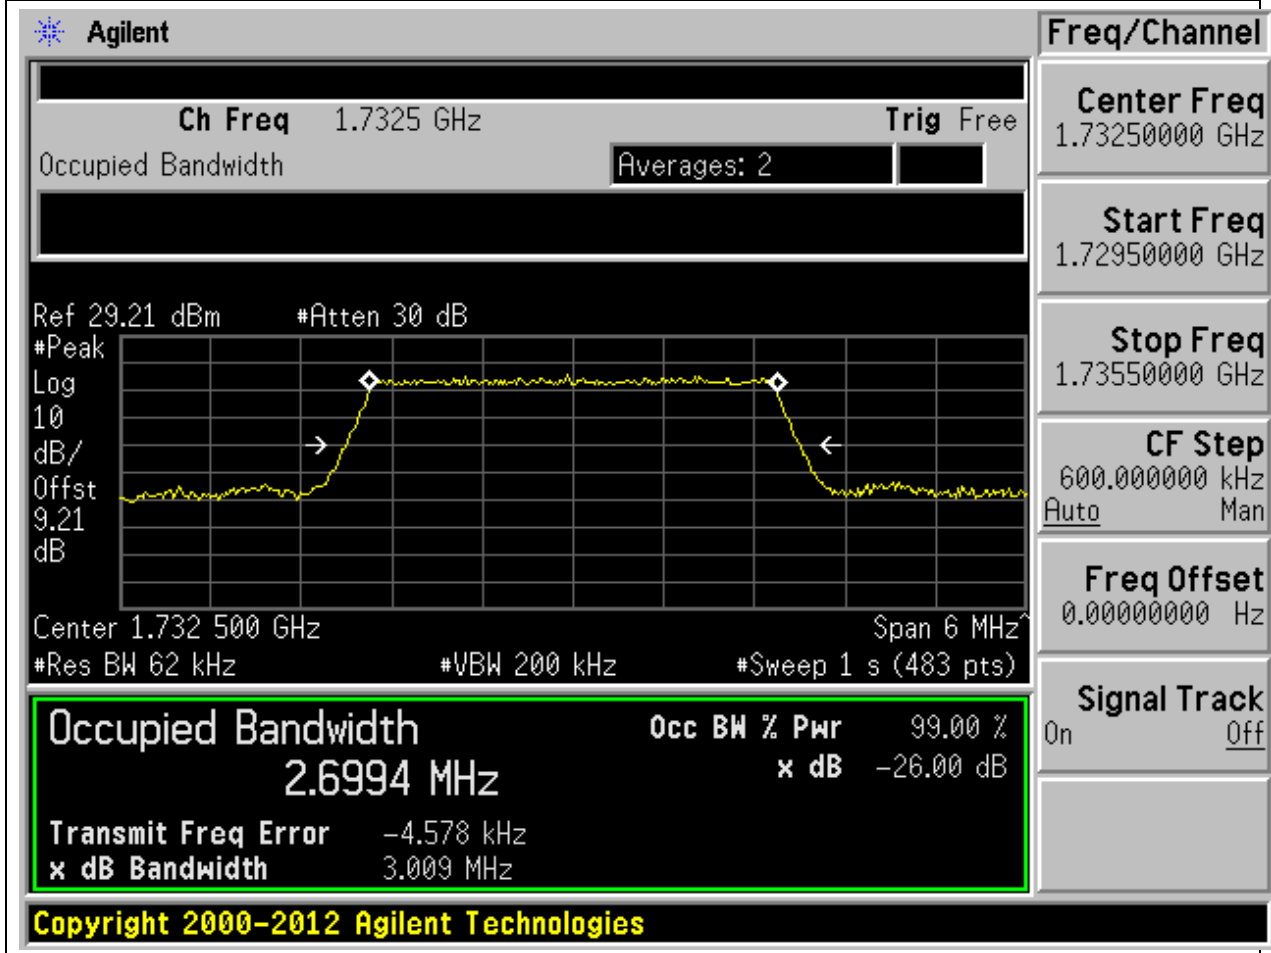 Agilent
Freq/Channel
Ch Freq 1.7325 GHz Trig Free
Occupied Bandwidth Averages: 2
Center Freq
1.73250000 GHz
Start Freq
1.72950000 GHz
Stop Freq
1.73550000 GHz
CF Step
600.000000 kHz
Auto Man
Freq Offset
0.00000000 Hz
Signal Track
On Off
Ref 29.21 dBm #Atten 30 dB
#Peak
Log
10
dB/
Offst
9.21
dB
Center 1.732 500 GHz Span 6 MHz^
#Res BW 62 kHz #VBW 200 kHz #Sweep 1 s (483 pts)
Occupied Bandwidth Occ BW % Pwr 99.00 %
2.6994 MHz x dB -26.00 dB
Transmit Freq Error -4.578 kHz
x dB Bandwidth 3.009 MHz
Copyright 2000-2012 Agilent Technologies